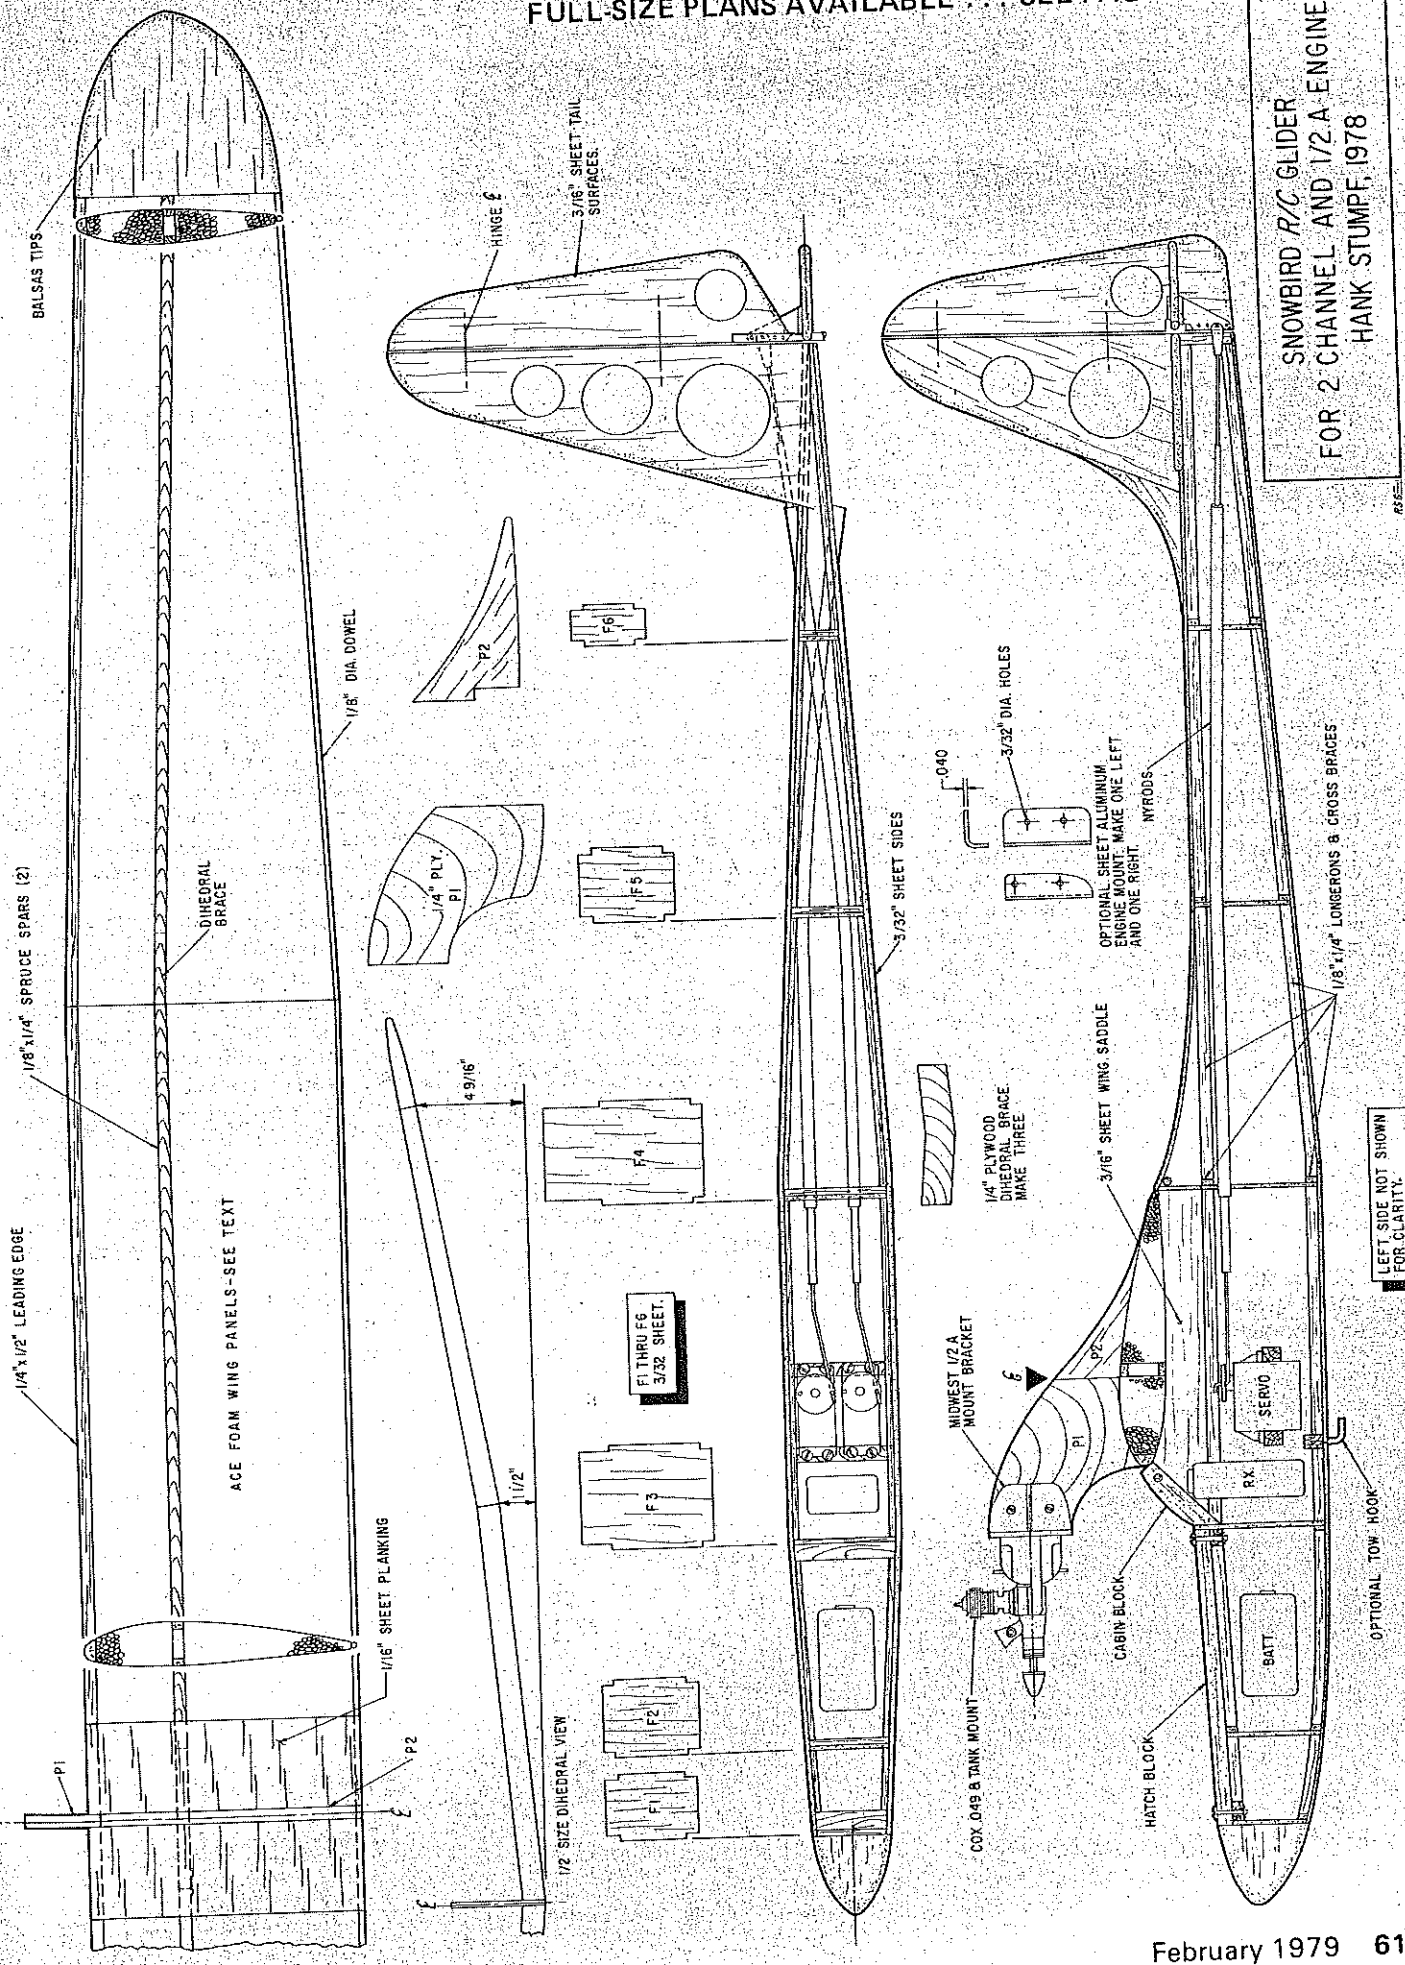 FULL-SIZE PLANS AVAILABLE . . . SEE
SNOWBIRD R/C GLIDER
FOR 2 CHANNEL AND 1/2 A ENGINE
HANK STUMPF, 1978
BALSAS TIPS
1/8"x1/4" SPRUCE SPARS (2)
1/4"x1/2" LEADING EDGE
DIHEDRAL
BRACE
1/8" DIA. DOWEL
ACE FOAM WING PANELS-SEE TEXT
1/16" SHEET PLANKING
P1
P2
℄
HINGE ℄
3/16" SHEET TAIL
SURFACES.
P2
1/4" PLY.
P1
4 9/16"
1 1/2"
℄
1/2 SIZE DIHEDRAL VIEW
F6
F5
F4
F3
F2
F1
F1 THRU F6
3/32 SHEET.
3/32" SHEET SIDES
.040
3/32" DIA. HOLES
OPTIONAL SHEET ALUMINUM
ENGINE MOUNT. MAKE ONE LEFT
AND ONE RIGHT.
1/4" PLYWOOD
DIHEDRAL BRACE
MAKE THREE
NYRODS
3/16" SHEET WING SADDLE
1/8"x1/4" LONGERONS & CROSS BRACES
℄
P2
P1
MIDWEST 1/2 A
MOUNT BRACKET
COX .049 & TANK MOUNT
CABIN BLOCK
HATCH BLOCK
SERVO
RX
BATT
OPTIONAL TOW HOOK
LEFT SIDE NOT SHOWN
FOR CLARITY.
February 1979 61